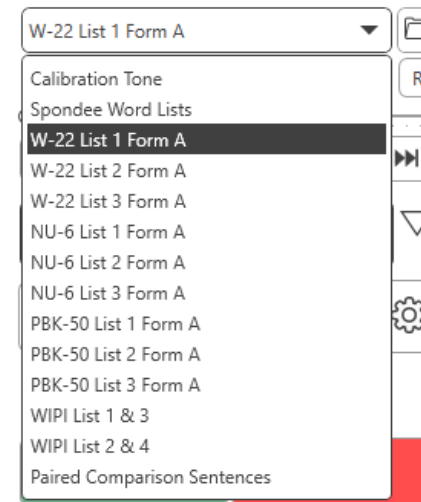 W-22 List 1 Form A
Calibration Tone
Spondee Word Lists
W-22 List 1 Form A
W-22 List 2 Form A
W-22 List 3 Form A
NU-6 List 1 Form A
NU-6 List 2 Form A
NU-6 List 3 Form A
PBK-50 List 1 Form A
PBK-50 List 2 Form A
PBK-50 List 3 Form A
WIPI List 1 & 3
WIPI List 2 & 4
Paired Comparison Sentences